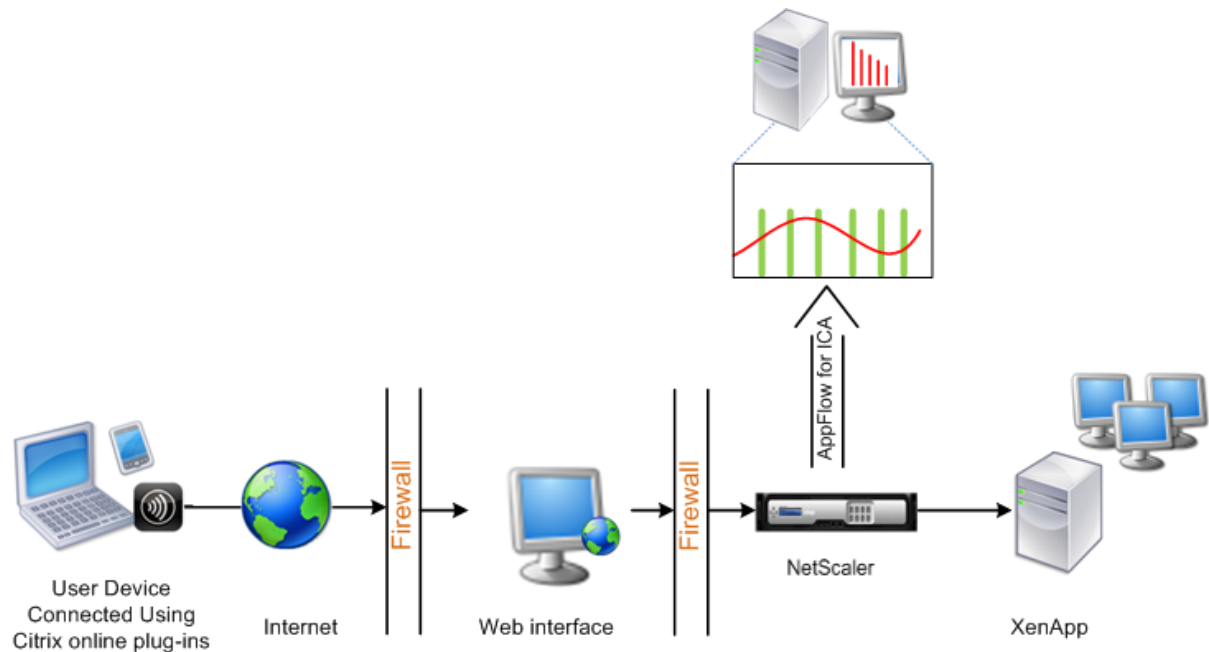 AppFlow for ICA
Firewall
Firewall
NetScaler
User Device
Connected Using
Citrix online plug-ins
Internet
Web interface
XenApp